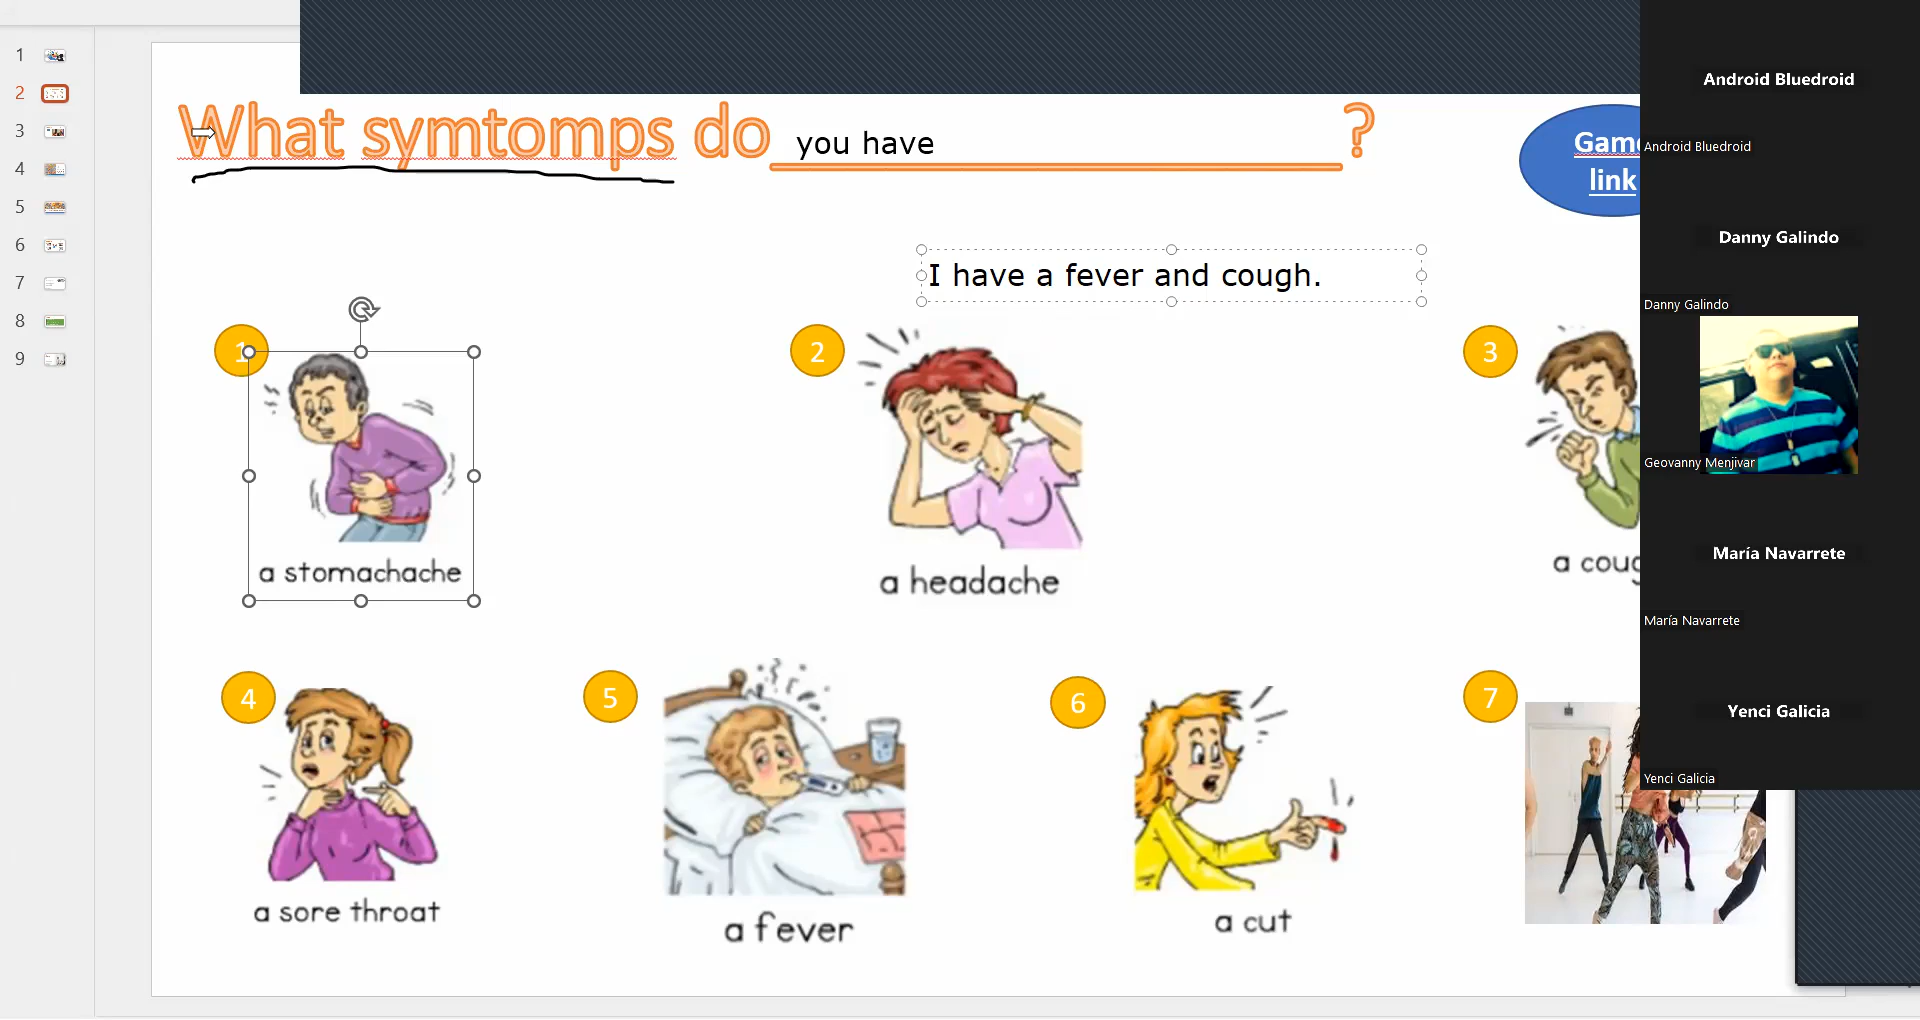 1
2
3
4
5
6
7
8
9
What symtomps do you have ?
Game
link
I have a fever and cough.
1
2
3
a stomachache
a headache
a coug
4
5
6
7
a sore throat
a fever
a cut
Android Bluedroid
Android Bluedroid
Danny Galindo
Danny Galindo
Geovanny Menjivar
María Navarrete
María Navarrete
Yenci Galicia
Yenci Galicia